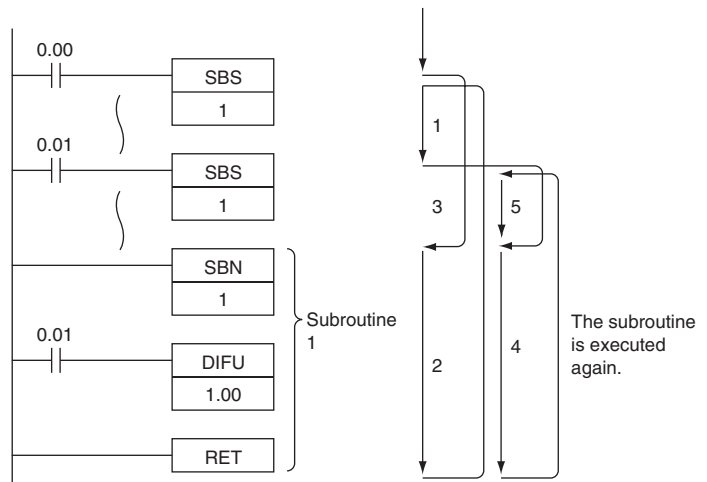 0.00
SBS
1
0.01
SBS
1
SBN
1
Subroutine
1
0.01
DIFU
1.00
RET
1
3
5
2
4
The subroutine
is executed
again.